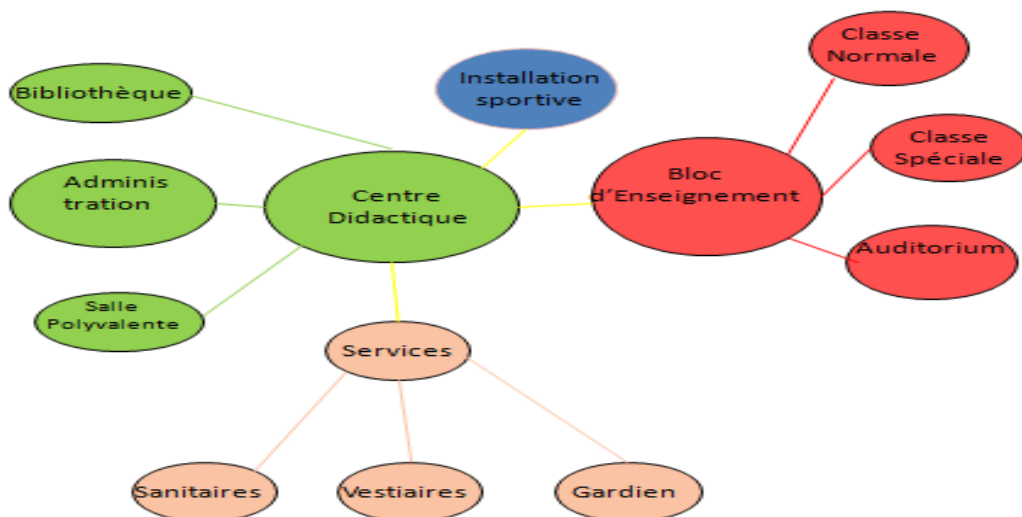 Classe
Normale
Installation
sportive
Bibliothèque
Classe
Spéciale
Bloc
d'Enseignement
Adminis
tration
Centre
Didactique
Auditorium
Salle
Polyvalente
Services
Sanitaires
Vestiaires
Gardien